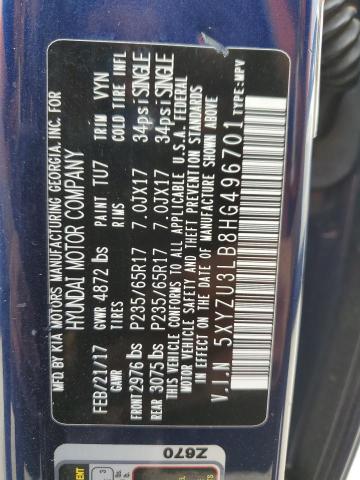 MFG BY KIA MOTORS MANUFACTURING GEORGIA, INC. FOR
HYUNDAI MOTOR COMPANY
FEB/21/17 GVWR 4872 lbs PAINT TU7 TRIM VYN
GAWR TIRES RIMS COLD TIRE INFL
FRONT 2976 lbs P235/65R17 7.0JX17 34psi SINGLE
REAR 3075 lbs P235/65R17 7.0JX17 34psi SINGLE
THIS VEHICLE CONFORMS TO ALL APPLICABLE U.S.A. FEDERAL
MOTOR VEHICLE SAFETY AND THEFT PREVENTION STANDARDS
IN EFFECT ON THE DATE OF MANUFACTURE SHOWN ABOVE.
V.I.N 5XYZU3LB8HG496701 TYPE:MPV
Z670